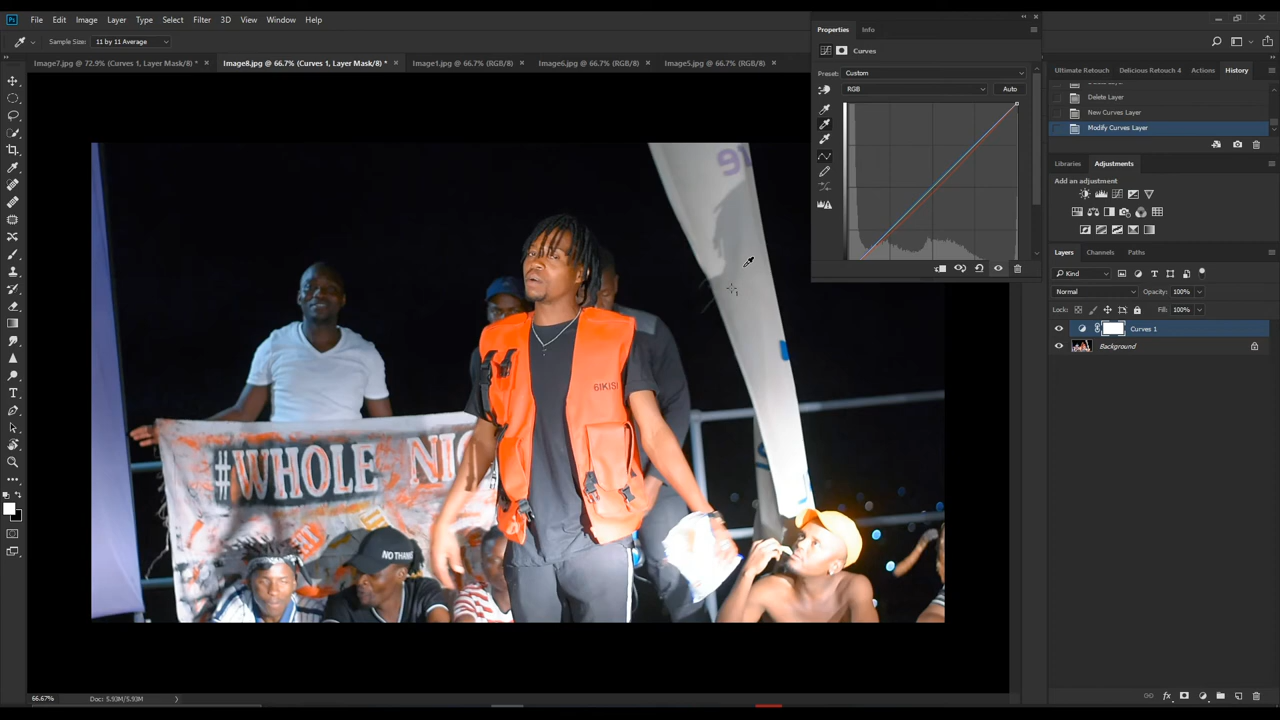 File Edit Image Layer Type Select Filter 3D View Window Help
Sample Size: 11 by 11 Average
Image7.jpg @ 72.9% (Curves 1, Layer Mask/8) * × Image8.jpg @ 66.7% (Curves 1, Layer Mask/8) * × Image1.jpg @ 66.7% (RGB/8) × Image6.jpg @ 66.7% (RGB/8) × Image5.jpg @ 66.7% (RGB/8) ×
Properties Info
Curves
Preset: Custom
RGB Auto
Ultimate Retouch Delicious Retouch 4 Actions History
Delete Layer
New Curves Layer
Modify Curves Layer
Libraries Adjustments
Add an adjustment
Layers Channels Paths
Kind
Normal Opacity: 100%
Lock: Fill: 100%
Curves 1
Background
6IKISI
#WHOLE NIG
NO THANKS
66.67% Doc: 5.93M/5.93M